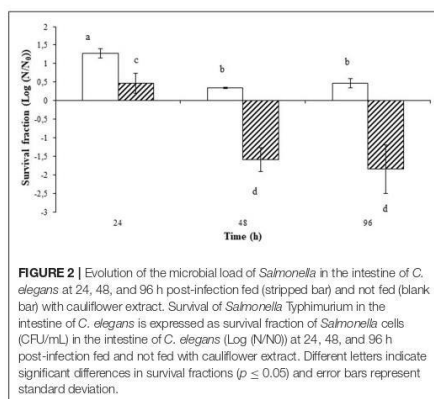 2
1,5
1
0,5
0
-0,5
-1
-1,5
-2
-2,5
-3
Survival fraction (Log (N/N₀))
a
c
b
b
d
d
24
48
96
Time (h)
FIGURE 2 | Evolution of the microbial load of Salmonella in the intestine of C.
elegans at 24, 48, and 96 h post-infection fed (stripped bar) and not fed (blank
bar) with cauliflower extract. Survival of Salmonella Typhimurium in the
intestine of C. elegans is expressed as survival fraction of Salmonella cells
(CFU/mL) in the intestine of C. elegans (Log (N/N0)) at 24, 48, and 96 h
post-infection fed and not fed with cauliflower extract. Different letters indicate
significant differences in survival fractions (p ≤ 0.05) and error bars represent
standard deviation.